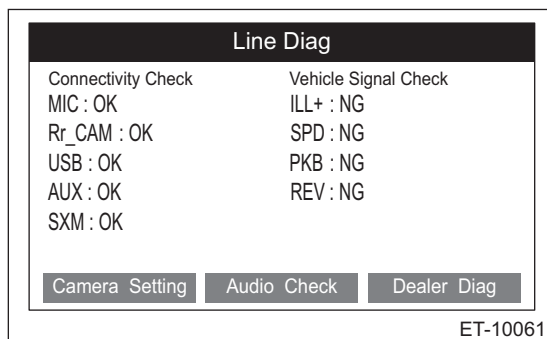 Line Diag
Connectivity Check
MIC : OK
Rr_CAM : OK
USB : OK
AUX : OK
SXM : OK
Vehicle Signal Check
ILL+ : NG
SPD : NG
PKB : NG
REV : NG
Camera Setting
Audio Check
Dealer Diag
ET-10061